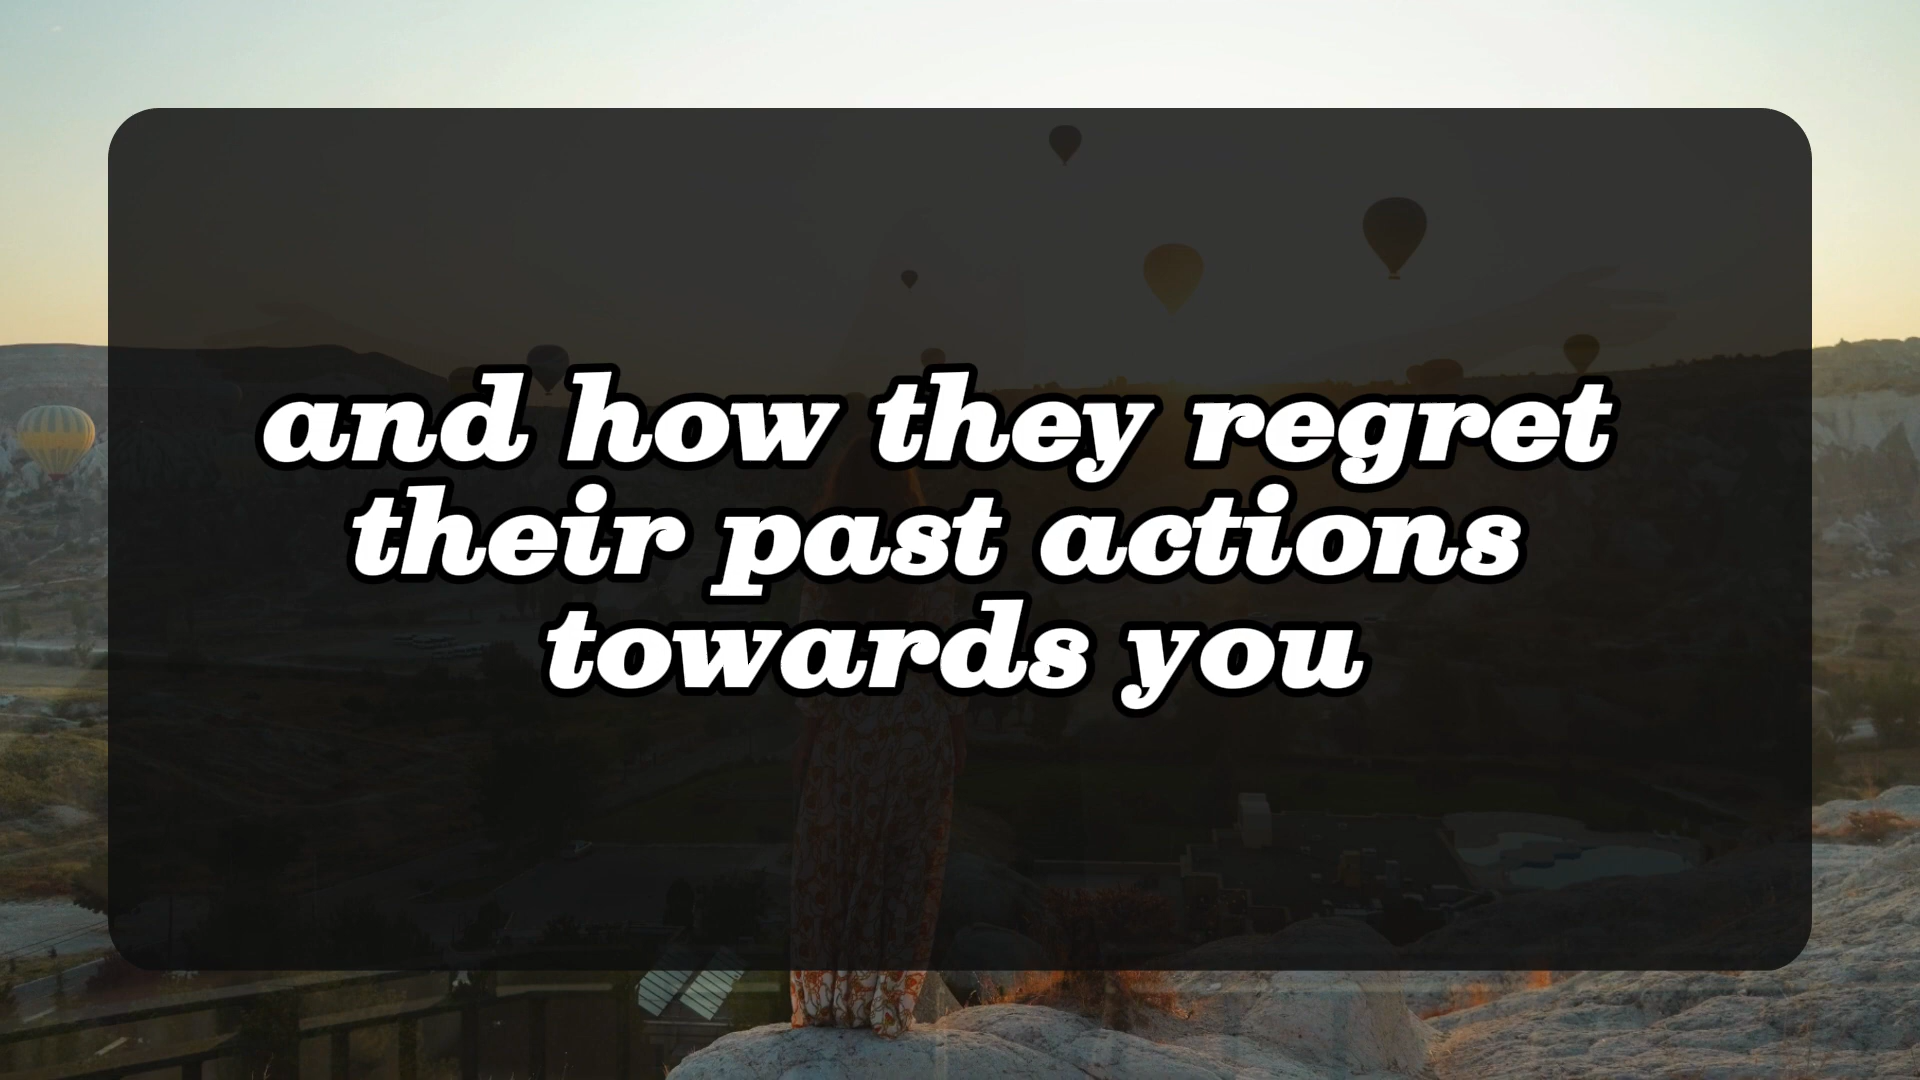 and how they regret
their past actions
towards you